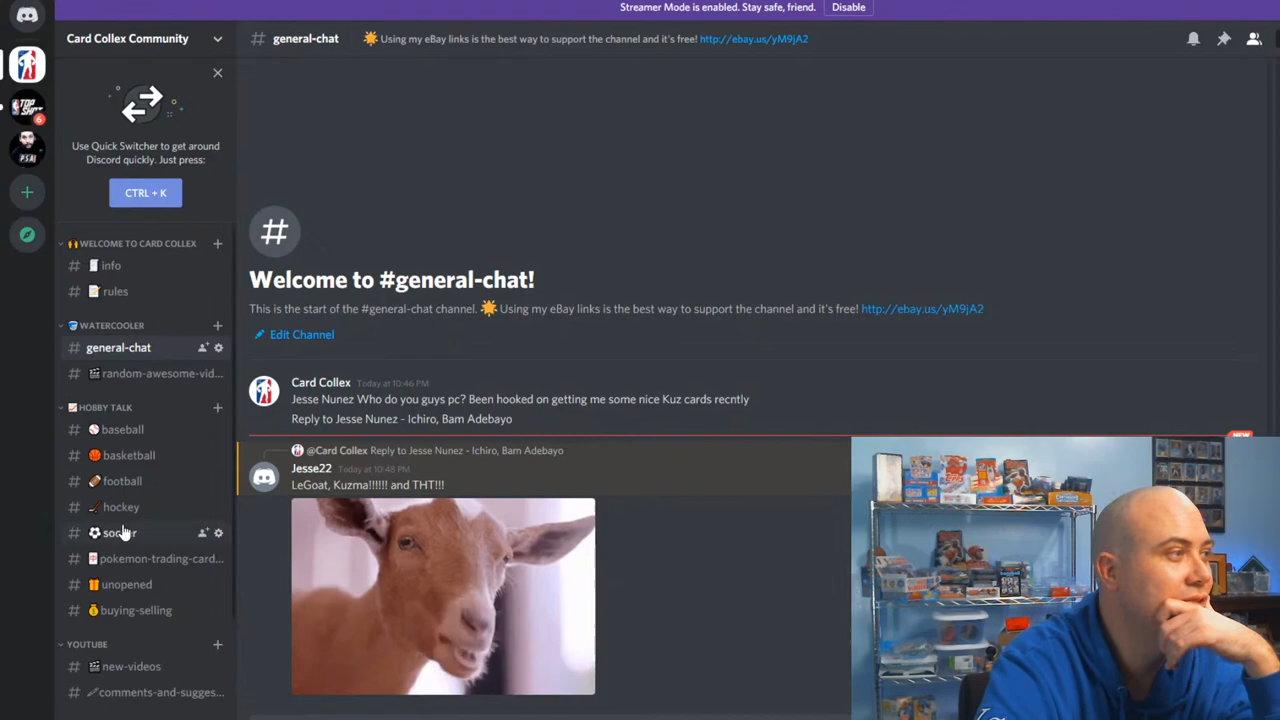 Streamer Mode is enabled. Stay safe, friend. Disable
Card Collex Community
# general-chat Using my eBay links is the best way to support the channel and it's free! http://ebay.us/yM9jA2
TOP SHOT
6
Use Quick Switcher to get around
Discord quickly. Just press:
CTRL + K
WELCOME TO CARD COLLEX +
# info
# rules
WATERCOOLER +
# general-chat
# random-awesome-vid...
HOBBY TALK +
# baseball
# basketball
# football
# hockey
# soccer
# pokemon-trading-card...
# unopened
# buying-selling
YOUTUBE +
# new-videos
# comments-and-sugges...
#
Welcome to #general-chat!
This is the start of the #general-chat channel. Using my eBay links is the best way to support the channel and it's free! http://ebay.us/yM9jA2
Edit Channel
Card Collex Today at 10:46 PM
Jesse Nunez Who do you guys pc? Been hooked on getting me some nice Kuz cards recntly
Reply to Jesse Nunez - Ichiro, Bam Adebayo
NEW
@Card Collex Reply to Jesse Nunez - Ichiro, Bam Adebayo
Jesse22 Today at 10:48 PM
LeGoat, Kuzma!!!!!! and THT!!!